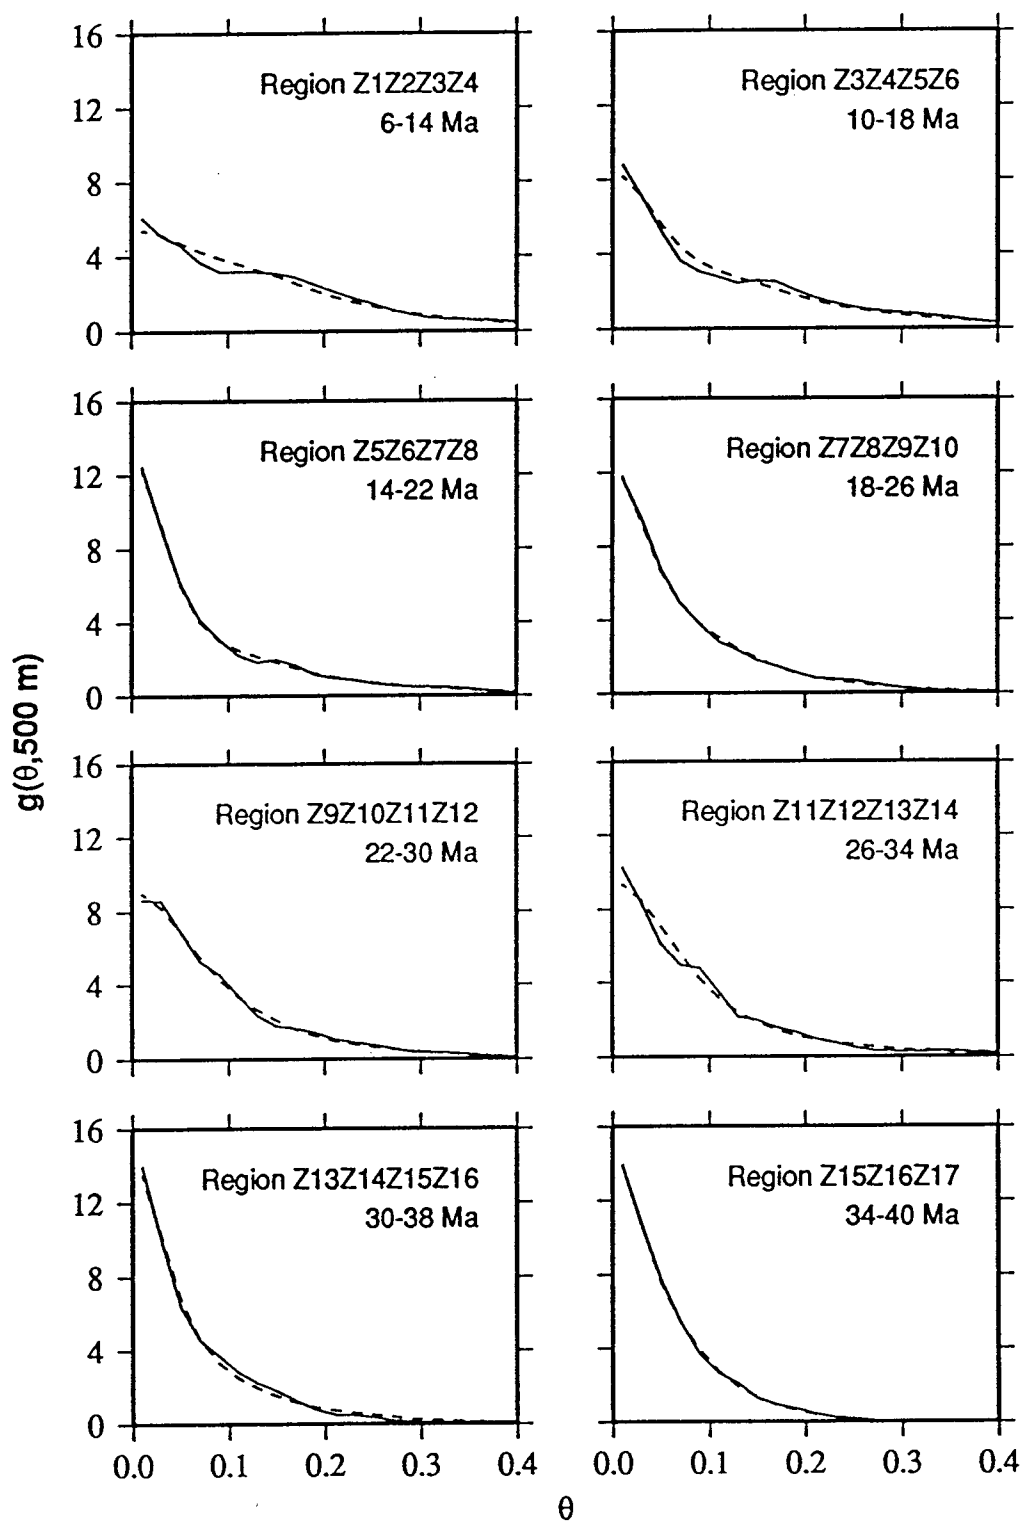 16
12
8
4
0
Region Z1Z2Z3Z4
6-14 Ma
Region Z3Z4Z5Z6
10-18 Ma
16
12
8
4
0
Region Z5Z6Z7Z8
14-22 Ma
Region Z7Z8Z9Z10
18-26 Ma
g(θ,500 m)
16
12
8
4
0
Region Z9Z10Z11Z12
22-30 Ma
Region Z11Z12Z13Z14
26-34 Ma
16
12
8
4
0
Region Z13Z14Z15Z16
30-38 Ma
Region Z15Z16Z17
34-40 Ma
0.0 0.1 0.2 0.3 0.4
0.0 0.1 0.2 0.3 0.4
θ